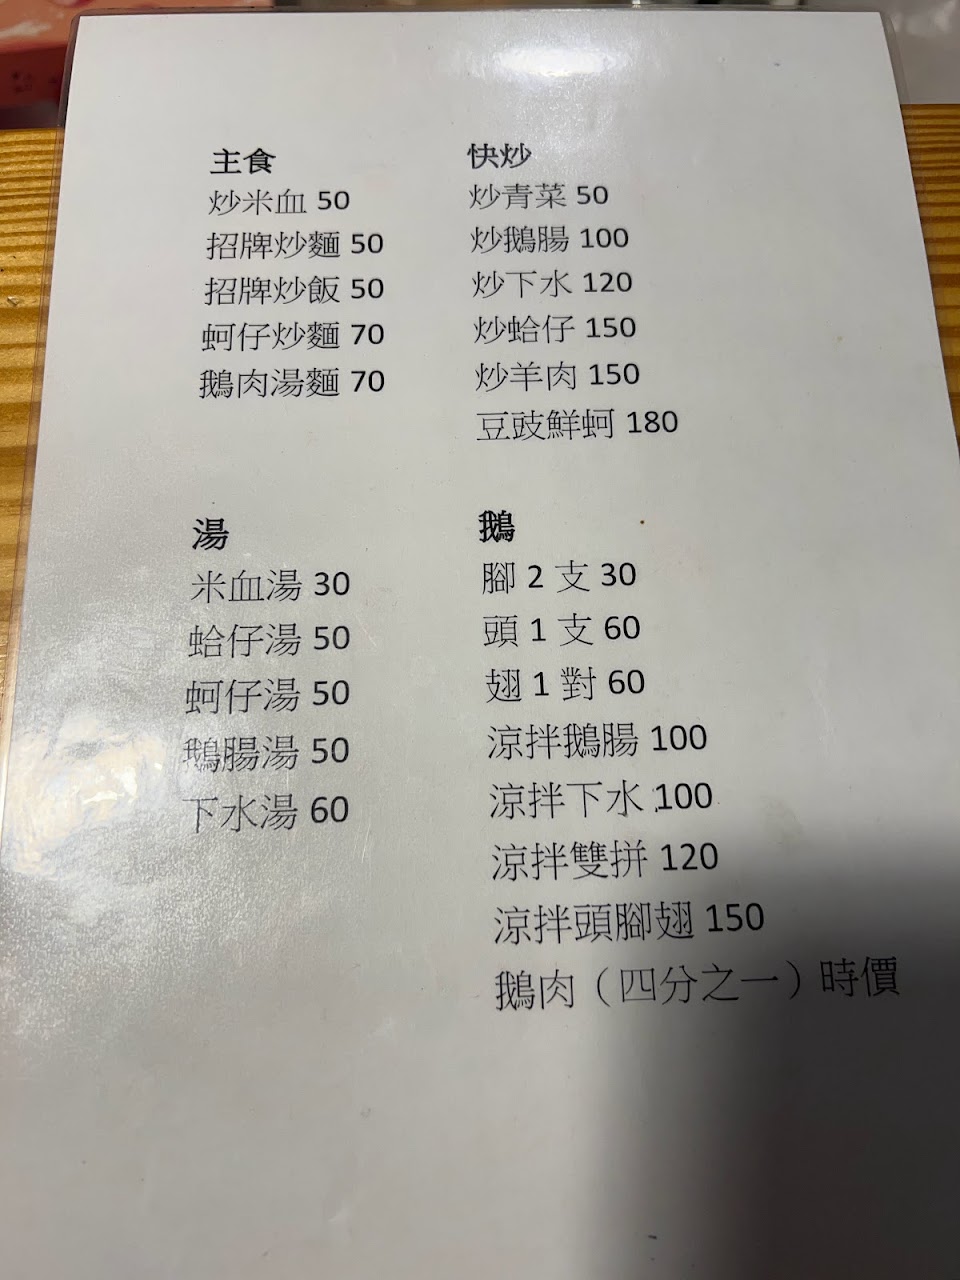 主食
炒米血 50
招牌炒麵 50
招牌炒飯 50
蚵仔炒麵 70
鵝肉湯麵 70
快炒
炒青菜 50
炒鵝腸 100
炒下水 120
炒蛤仔 150
炒羊肉 150
豆豉鮮蚵 180
湯
米血湯 30
蛤仔湯 50
蚵仔湯 50
鵝腸湯 50
下水湯 60
鵝
腳 2 支 30
頭 1 支 60
翅 1 對 60
涼拌鵝腸 100
涼拌下水 100
涼拌雙拼 120
涼拌頭腳翅 150
鵝肉（四分之一）時價